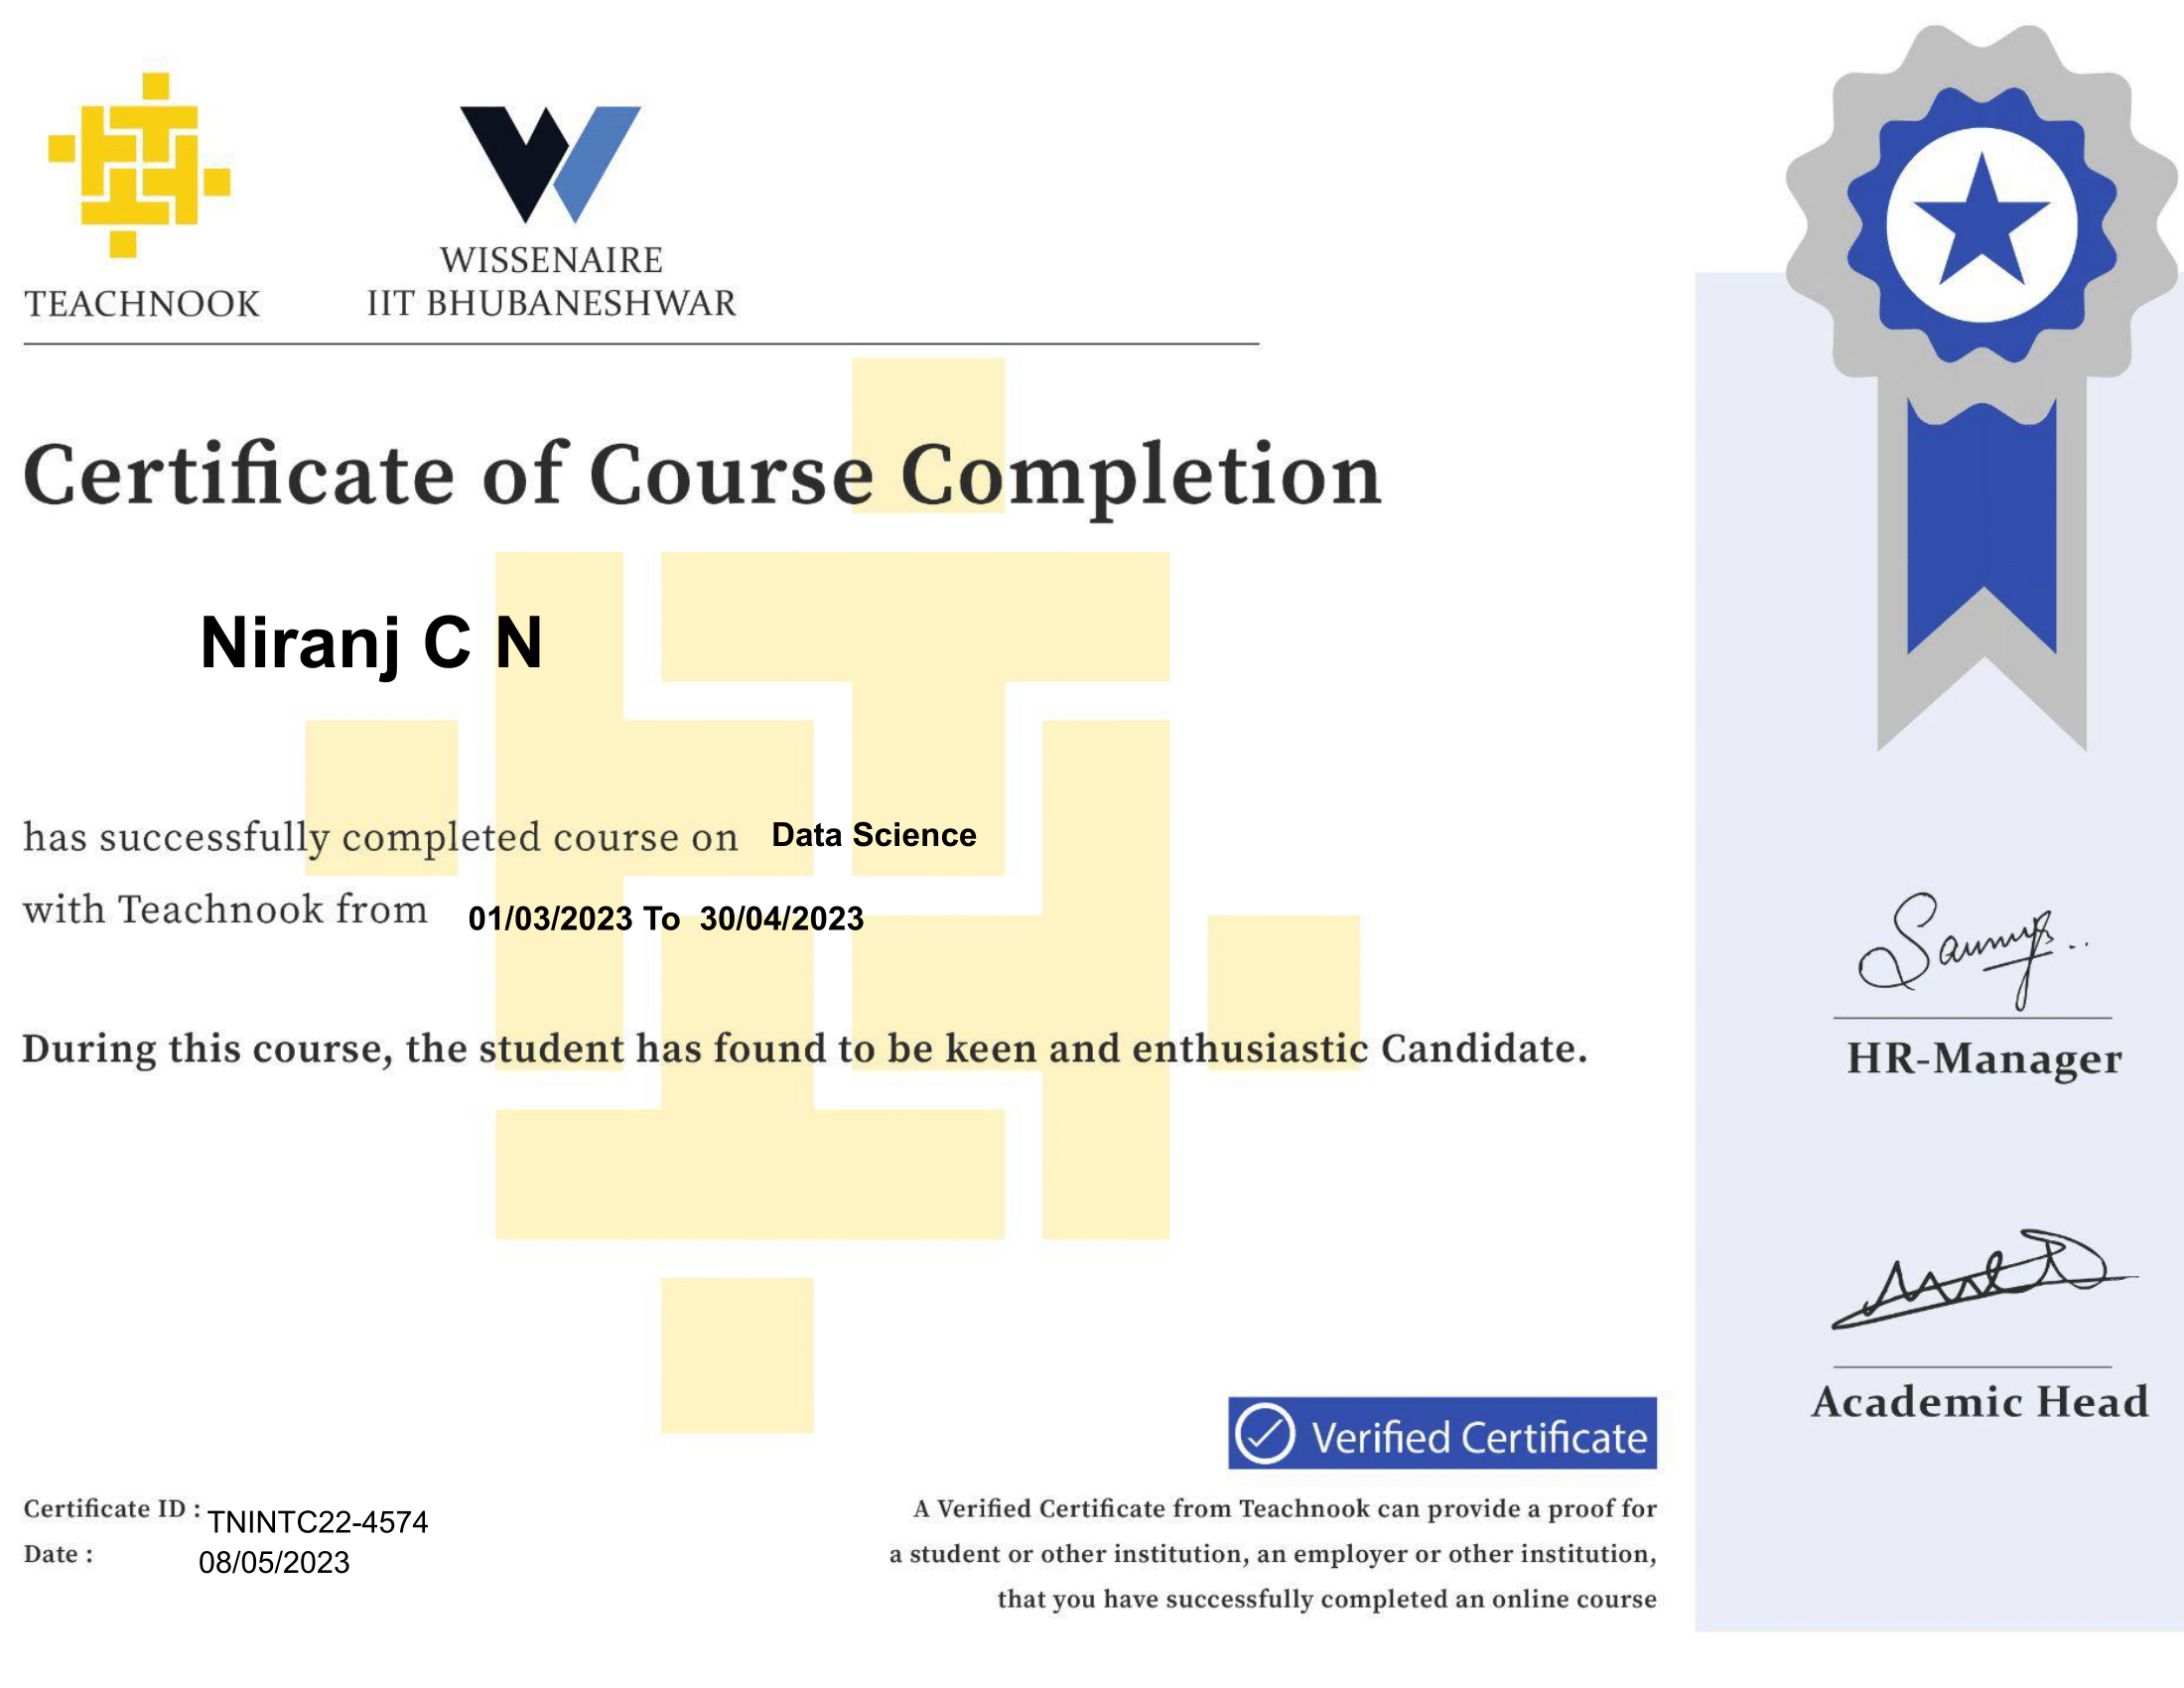 TEACHNOOK
WISSENAIRE
IIT BHUBANESHWAR
Certificate of Course Completion
Niranj C N
has successfully completed course on Data Science
with Teachnook from 01/03/2023 To 30/04/2023
During this course, the student has found to be keen and enthusiastic Candidate.
HR-Manager
Academic Head
Verified Certificate
Certificate ID : TNINTC22-4574
Date : 08/05/2023
A Verified Certificate from Teachnook can provide a proof for
a student or other institution, an employer or other institution,
that you have successfully completed an online course